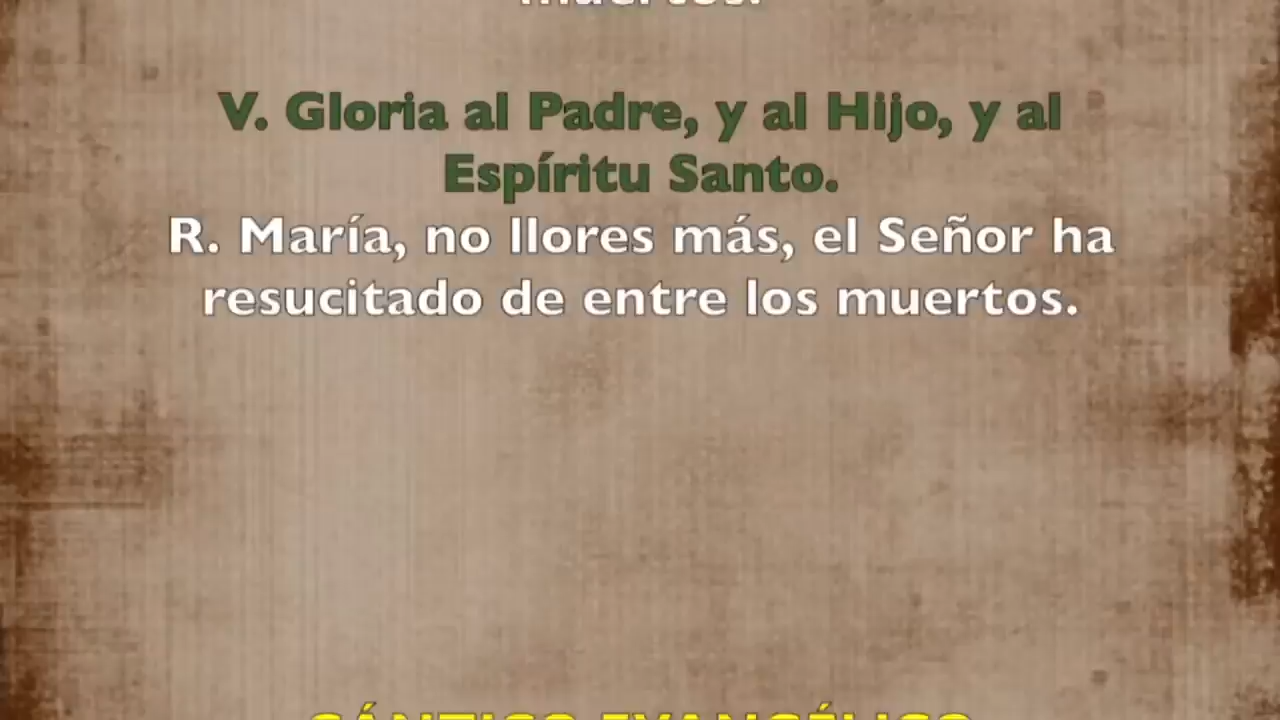 muertos.
V. Gloria al Padre, y al Hijo, y al
Espíritu Santo.
R. María, no llores más, el Señor ha
resucitado de entre los muertos.
CÁNTICO EVANGÉLICO